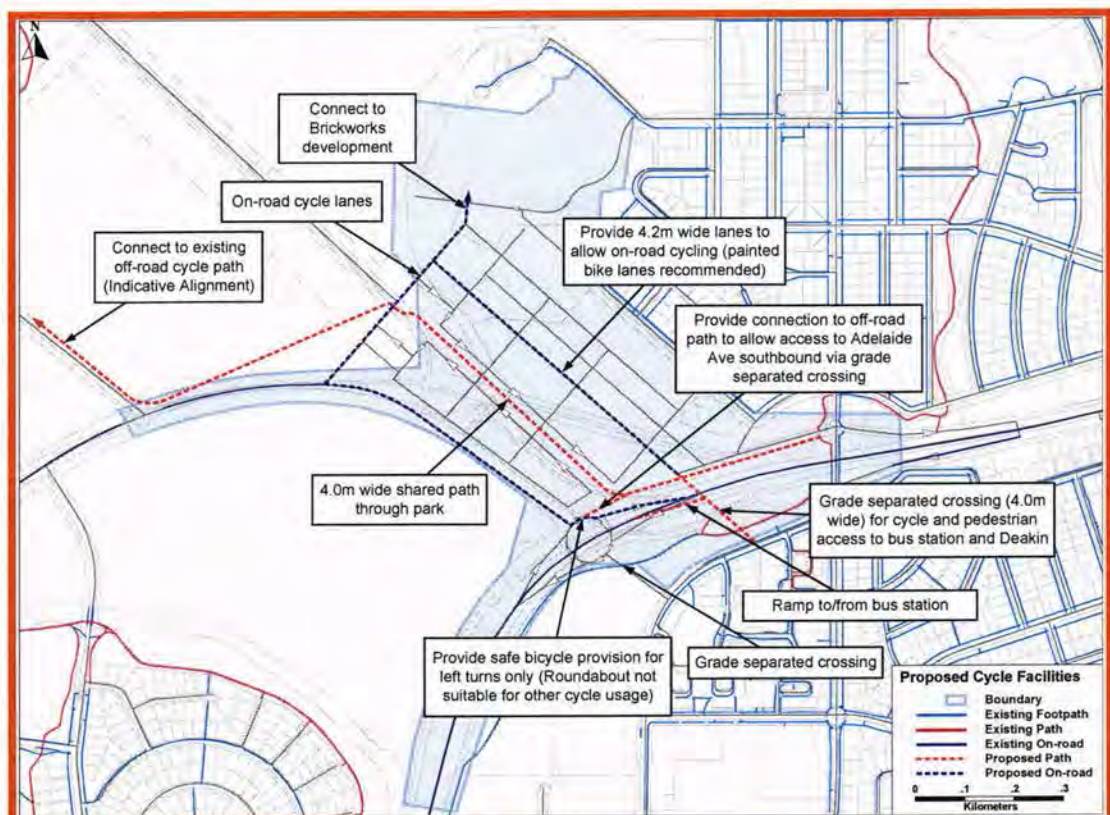 N
Connect to
Brickworks
development
On-road cycle lanes
Connect to existing
off-road cycle path
(Indicative Alignment)
Provide 4.2m wide lanes to
allow on-road cycling (painted
bike lanes recommended)
Provide connection to off-road
path to allow access to Adelaide
Ave southbound via grade
separated crossing
4.0m wide shared path
through park
Grade separated crossing (4.0m
wide) for cycle and pedestrian
access to bus station and Deakin
Ramp to/from bus station
Provide safe bicycle provision for
left turns only (Roundabout not
suitable for other cycle usage)
Grade separated crossing
Proposed Cycle Facilities
Boundary
Existing Footpath
Existing Path
Existing On-road
Proposed Path
Proposed On-road
0 .1 .2 .3
Kilometers